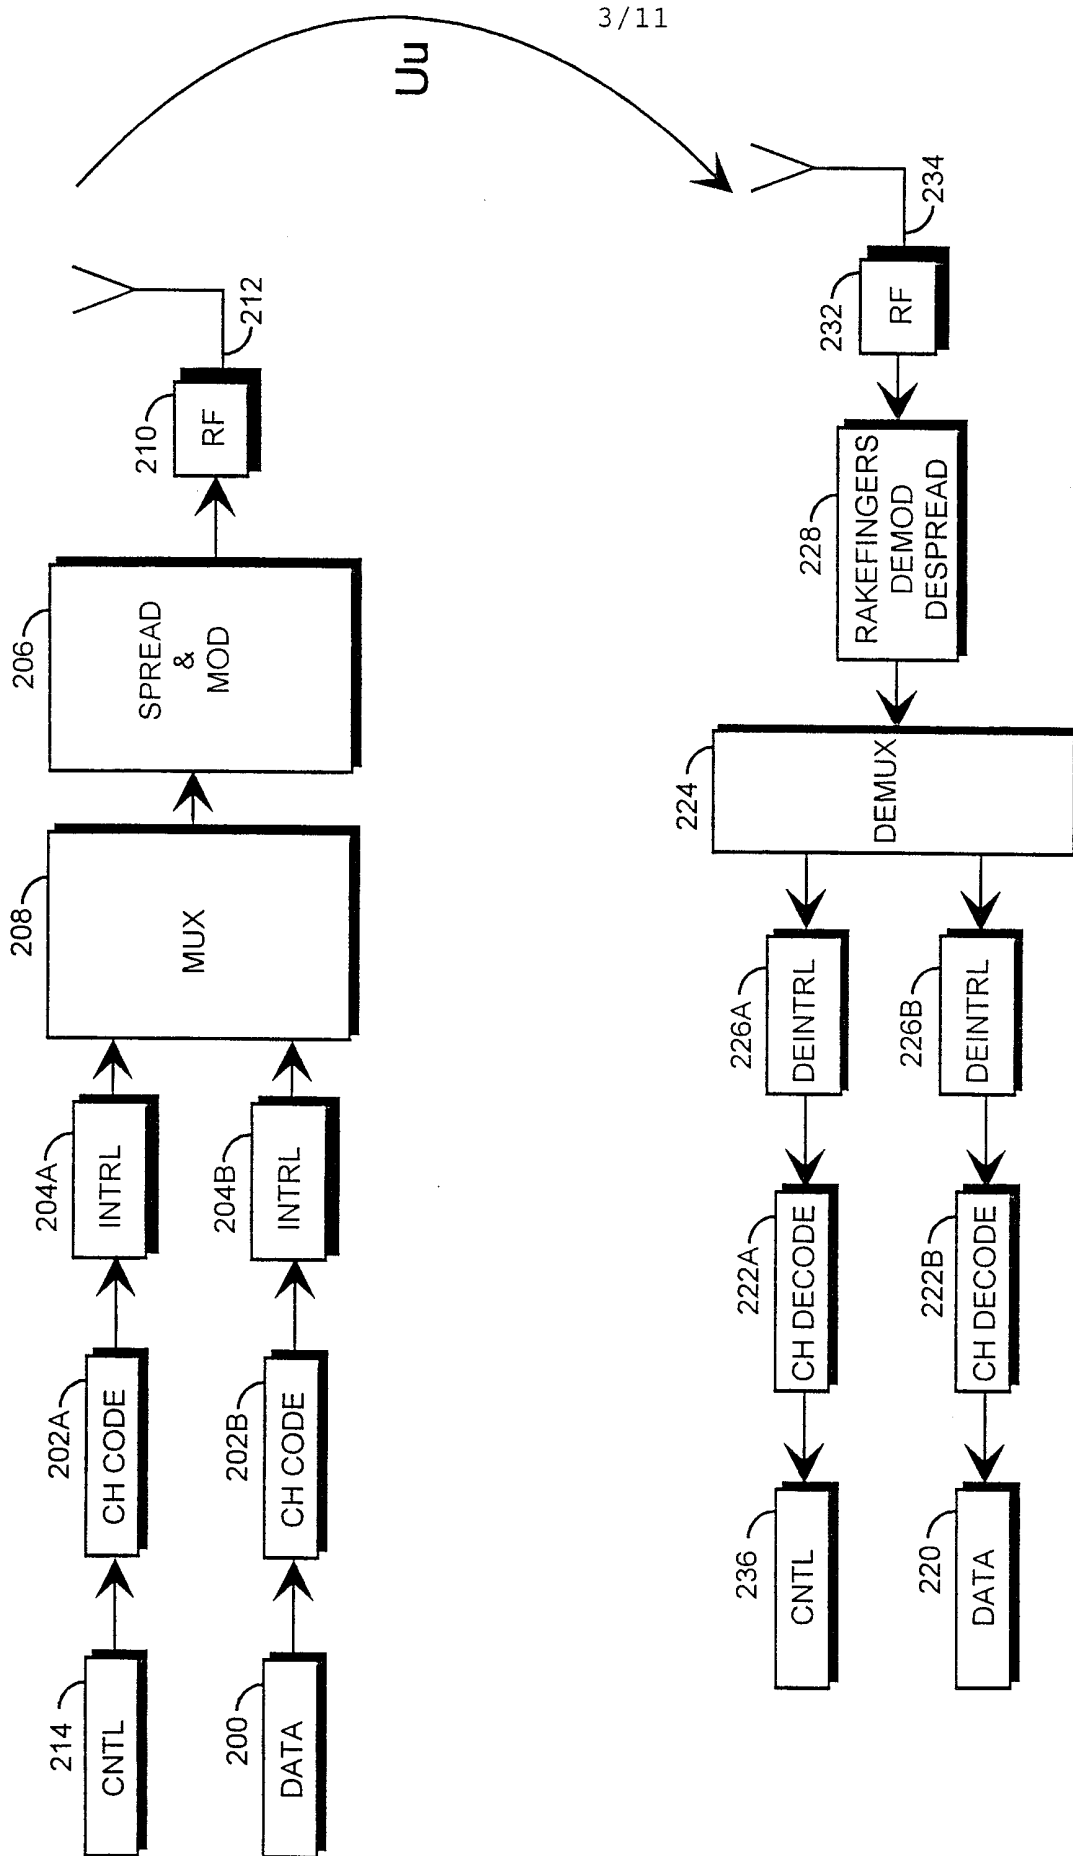 3/11
Uu
214
CNTL
202A
CH CODE
204A
INTRL
208
MUX
206
SPREAD
&
MOD
210
RF
212
200
DATA
202B
CH CODE
204B
INTRL
236
CNTL
222A
CH DECODE
226A
DEINTRL
224
DEMUX
228
RAKEFINGERS
DEMOD
DESPREAD
232
RF
234
220
DATA
222B
CH DECODE
226B
DEINTRL